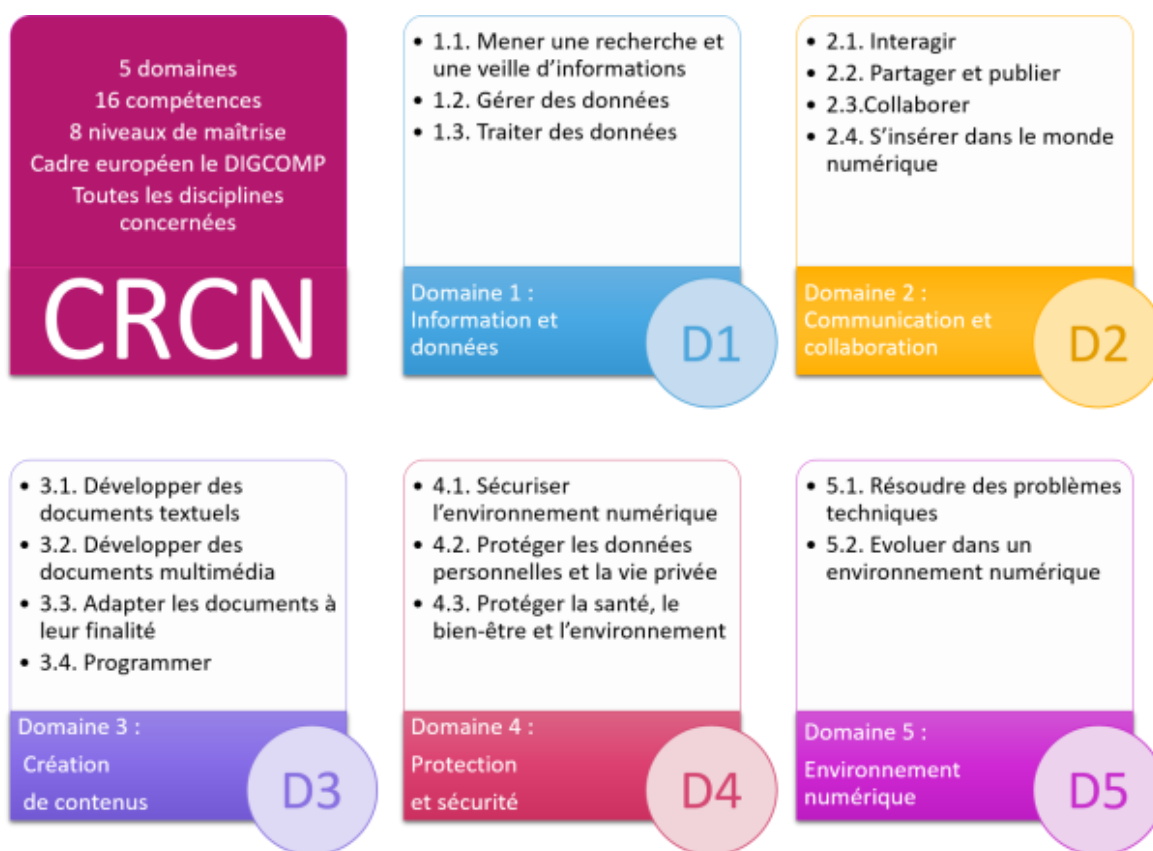 5 domaines
16 compétences
8 niveaux de maîtrise
Cadre européen le DIGCOMP
Toutes les disciplines
concernées
CRCN
• 1.1. Mener une recherche et
une veille d’informations
• 1.2. Gérer des données
• 1.3. Traiter des données
Domaine 1 :
Information et
données
D1
• 2.1. Interagir
• 2.2. Partager et publier
• 2.3.Collaborer
• 2.4. S’insérer dans le monde
numérique
Domaine 2 :
Communication et
collaboration
D2
• 3.1. Développer des
documents textuels
• 3.2. Développer des
documents multimédia
• 3.3. Adapter les documents à
leur finalité
• 3.4. Programmer
Domaine 3 :
Création
de contenus
D3
• 4.1. Sécuriser
l’environnement numérique
• 4.2. Protéger les données
personnelles et la vie privée
• 4.3. Protéger la santé, le
bien-être et l’environnement
Domaine 4 :
Protection
et sécurité
D4
• 5.1. Résoudre des problèmes
techniques
• 5.2. Evoluer dans un
environnement numérique
Domaine 5 :
Environnement
numérique
D5